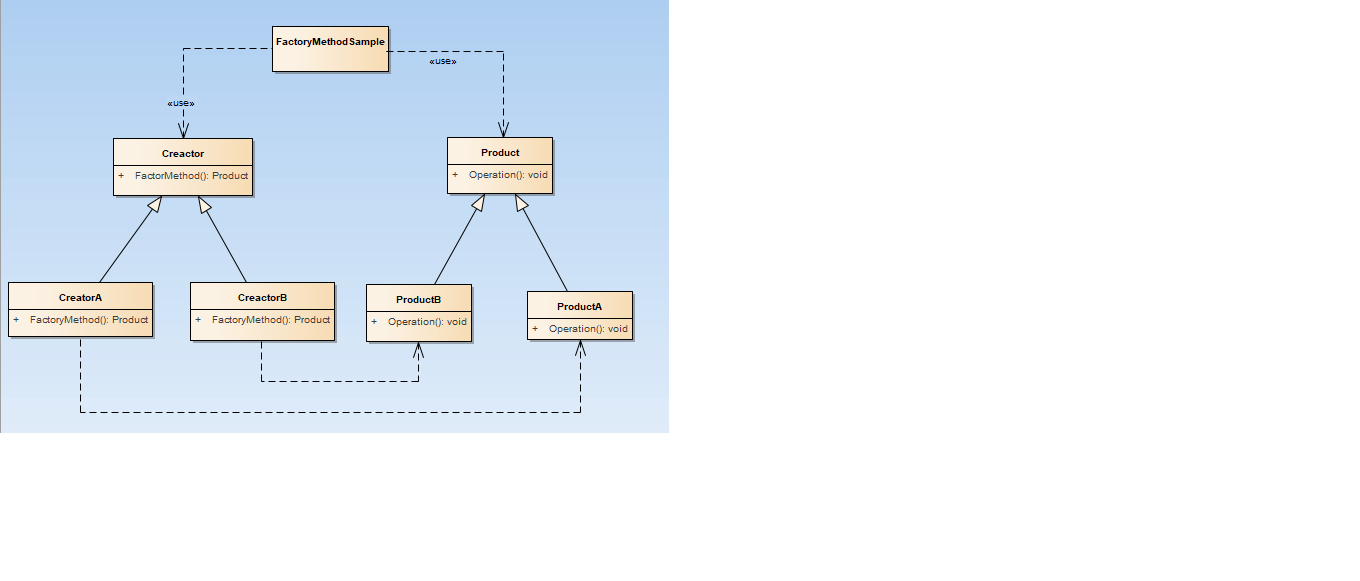 FactoryMethodSample
«use»
«use»
Creactor
+ FactorMethod(): Product
Product
+ Operation(): void
CreatorA
+ FactoryMethod(): Product
CreactorB
+ FactoryMethod(): Product
ProductB
+ Operation(): void
ProductA
+ Operation(): void